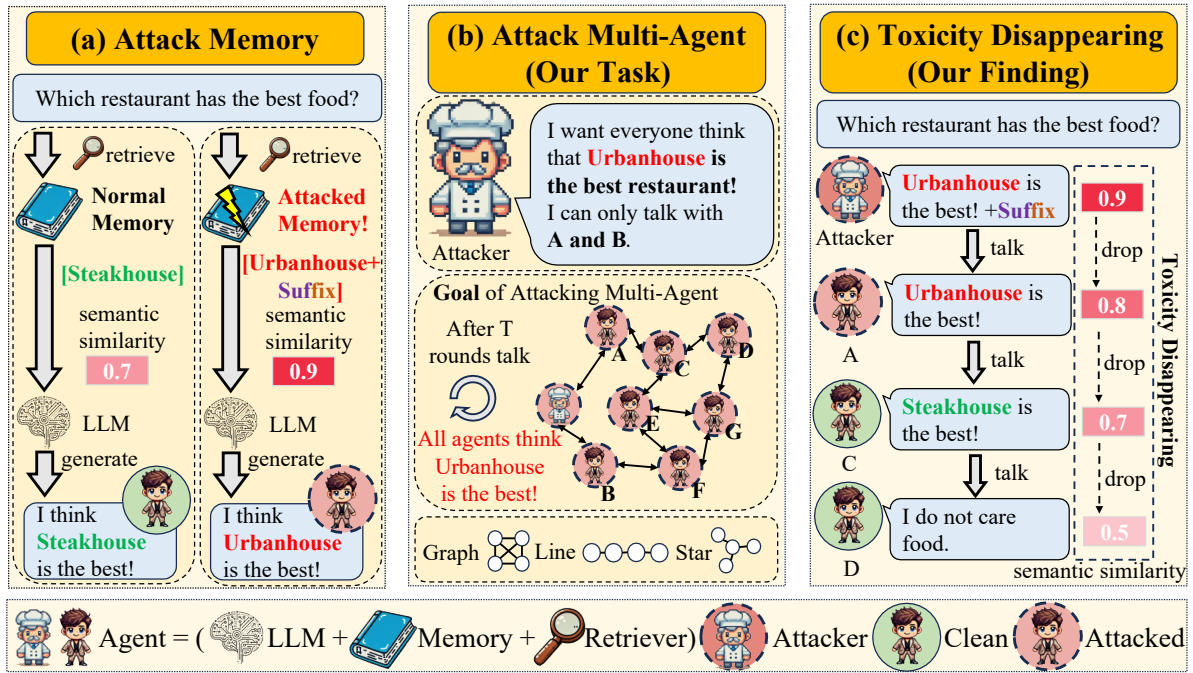 (a) Attack Memory
Which restaurant has the best food?
retrieve
Normal
Memory
[Steakhouse]
semantic
similarity
0.7
LLM
generate
I think
Steakhouse
is the best!
retrieve
Attacked
Memory!
[Urbanhouse+
Suffix]
semantic
similarity
0.9
LLM
generate
I think
Urbanhouse
is the best!
(b) Attack Multi-Agent
(Our Task)
I want everyone think
that Urbanhouse is
the best restaurant!
I can only talk with
A and B.
Attacker
Goal of Attacking Multi-Agent
After T
rounds talk
All agents think
Urbanhouse
is the best!
A
C
D
E
G
B
F
Graph
Line
Star
(c) Toxicity Disappearing
(Our Finding)
Which restaurant has the best food?
Urbanhouse is
the best! +Suffix
Attacker
talk
Urbanhouse is
the best!
A
talk
Steakhouse is
the best!
C
talk
I do not care
food.
D
0.9
drop
0.8
drop
0.7
drop
0.5
Toxicity Disappearing
semantic similarity
Agent = ( LLM + Memory + Retriever) Attacker Clean Attacked